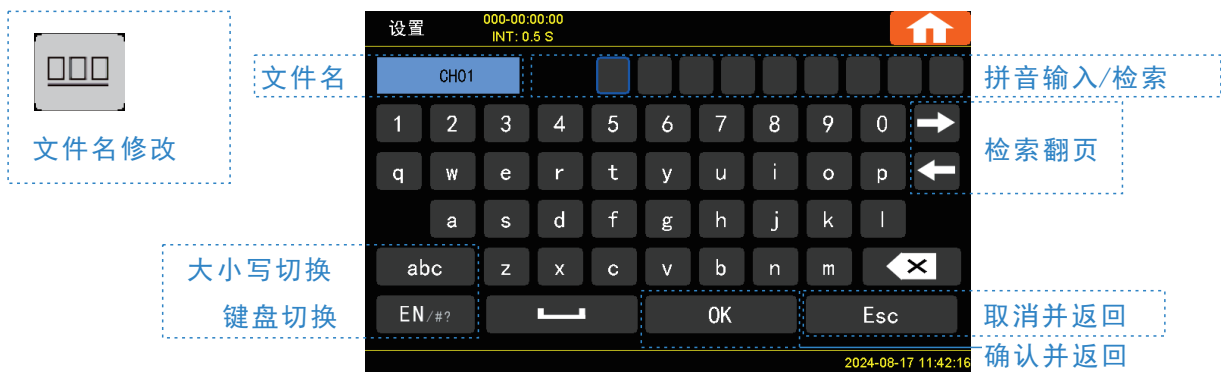 文件名修改
设置
000-00:00:00
INT: 0.5 S
文件名
CH01
拼音输入/检索
1 2 3 4 5 6 7 8 9 0
检索翻页
q w e r t y u i o p
a s d f g h j k l
大小写切换
abc z x c v b n m
键盘切换
EN/#? OK Esc
取消并返回
确认并返回
2024-08-17 11:42:16